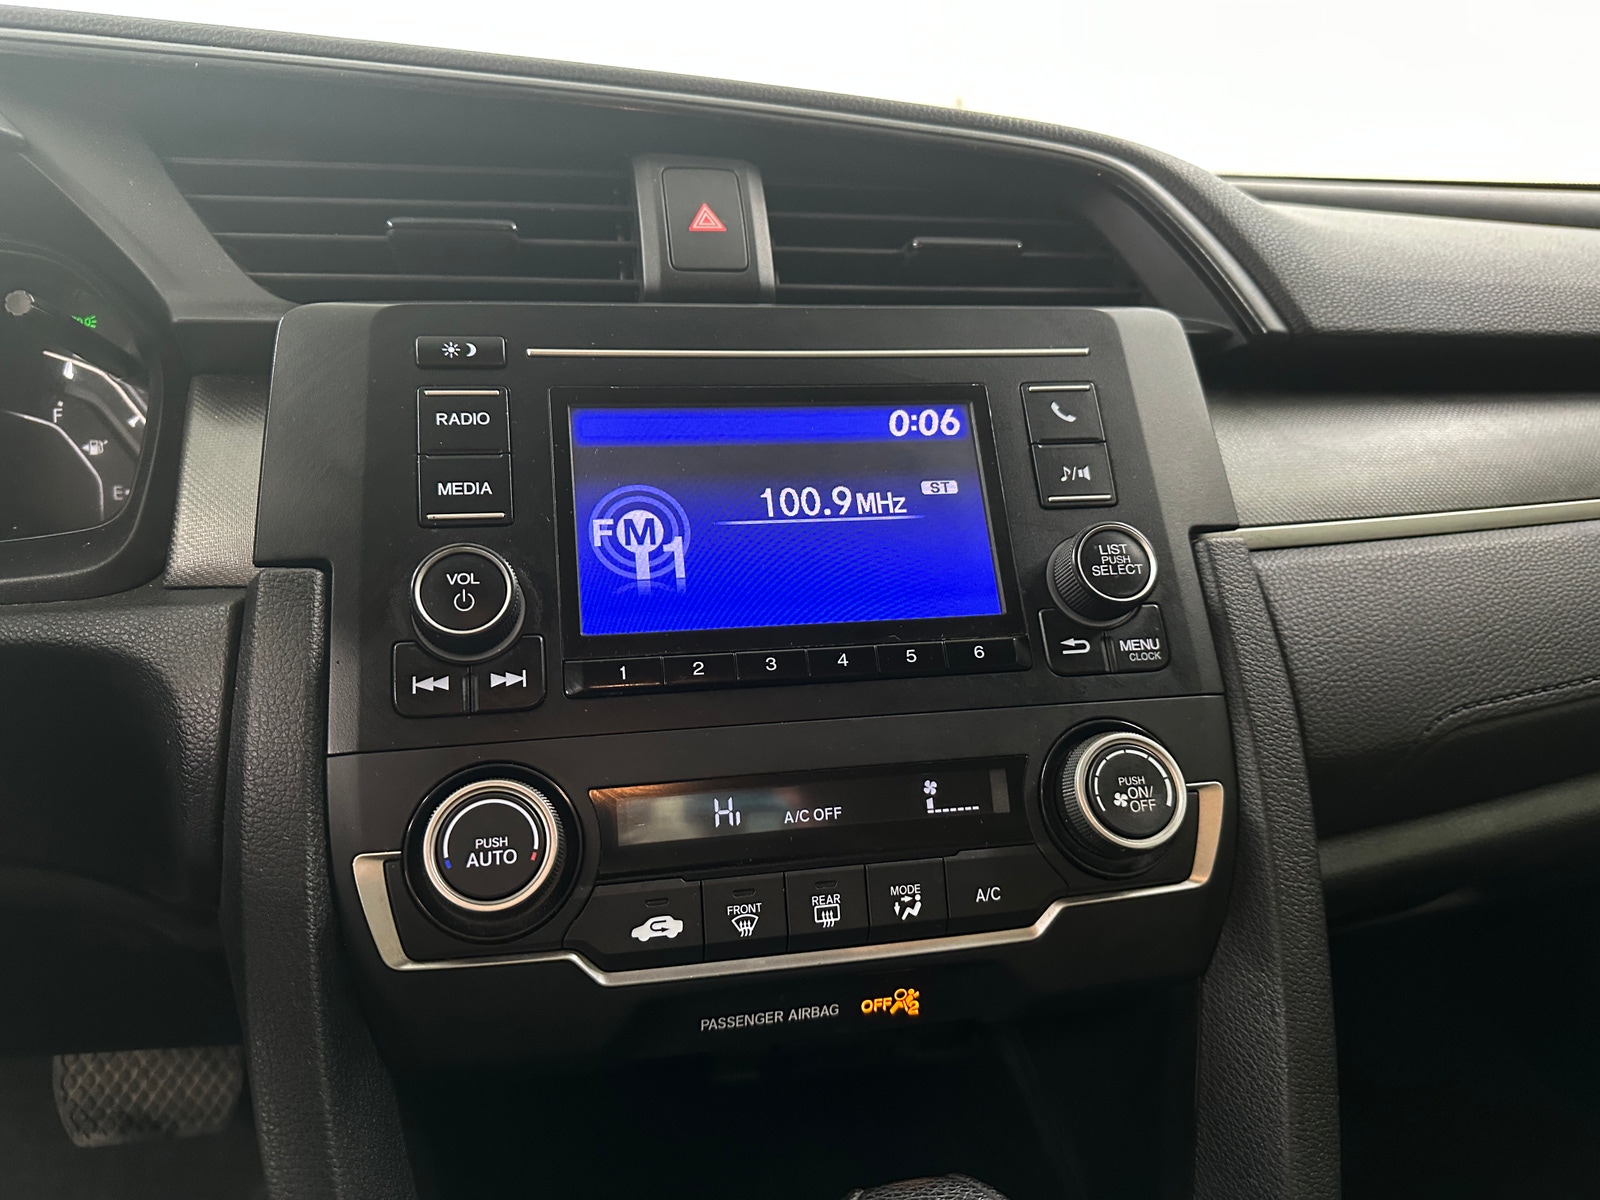 F
E
RADIO
MEDIA
VOL
0:06
100.9MHz
ST
FM
1
LIST
PUSH
SELECT
MENU
CLOCK
1 2 3 4 5 6
PUSH
AUTO
Hi
A/C OFF
PUSH
ON/
OFF
FRONT
REAR
MODE
A/C
PASSENGER AIRBAG
OFF
2